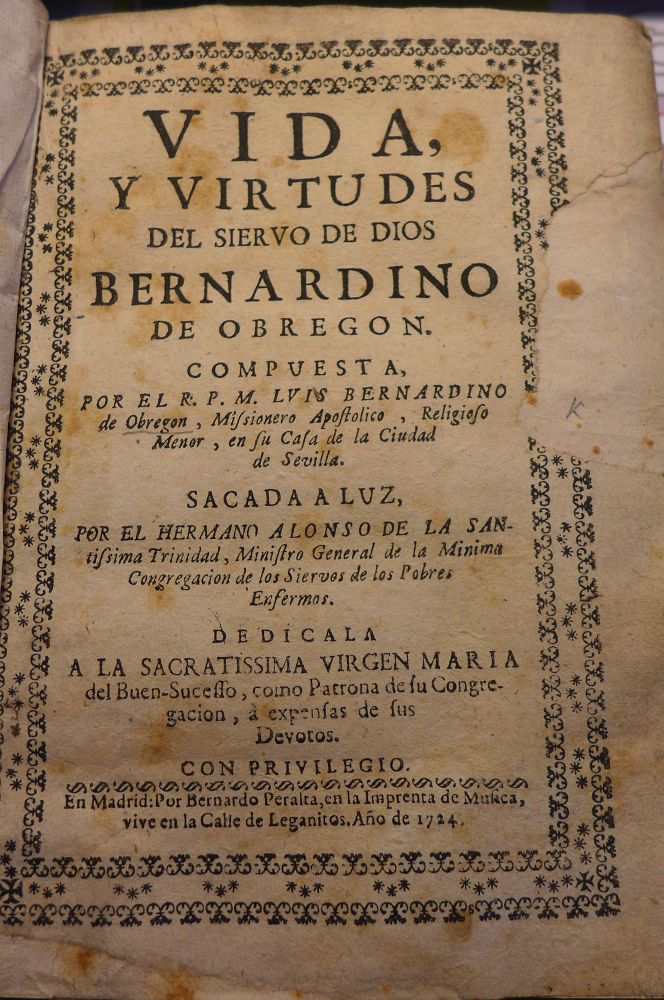 VIDA,
Y VIRTUDES
DEL SIERVO DE DIOS
BERNARDINO
DE OBREGON.
COMPUESTA,
POR EL R. P. M. LVIS BERNARDINO
de Obregon, Miſsionero Apoſtolico, Religioſo
Menor, en ſu Caſa de la Ciudad
de Sevilla.
SACADA A LUZ,
POR EL HERMANO ALONSO DE LA SAN-
tiſsima Trinidad, Miniſtro General de la Minima
Congregacion de los Siervos de los Pobres
Enfermos.
DEDICALA
A LA SACRATISSIMA VIRGEN MARIA
del Buen-Suceſſo, como Patrona de ſu Congre-
gacion, à expenſas de sus
Devotos.
CON PRIVILEGIO.
En Madrid: Por Bernardo Peralta, en la Imprenta de Muſica,
vive en la Calle de Leganitos. Año de 1724.
K